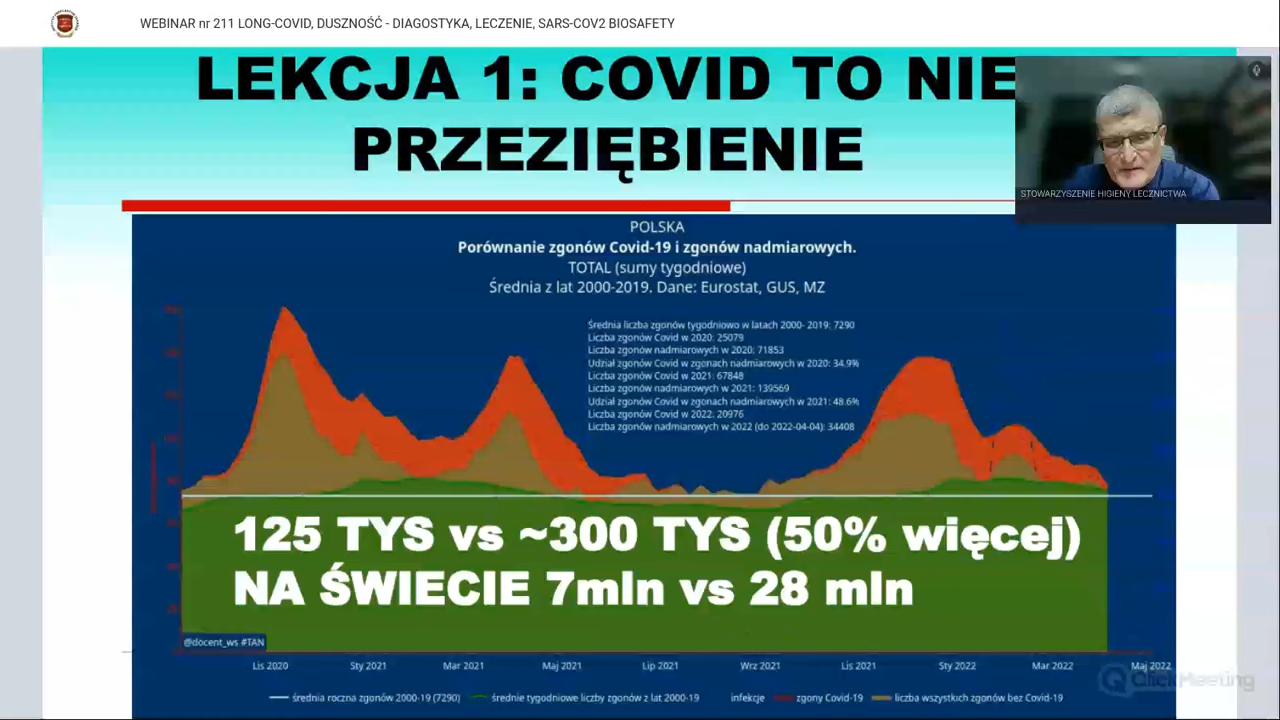 WEBINAR nr 211 LONG-COVID, DUSZNOŚĆ - DIAGOSTYKA, LECZENIE, SARS-COV2 BIOSAFETY
LEKCJA 1: COVID TO NIE
PRZEZIĘBIENIE
STOWARZYSZENIE HIGIENY LECZNICTWA
POLSKA
Porównanie zgonów Covid-19 i zgonów nadmiarowych.
TOTAL (sumy tygodniowe)
Średnia z lat 2000-2019. Dane: Eurostat, GUS, MZ
Średnia liczba zgonów tygodniowo w latach 2000- 2019: 7290
Liczba zgonów Covid w 2020: 25079
Liczba zgonów nadmiarowych w 2020: 71853
Udział Covid w zgonach nadmiarowych w 2020: 34.9%
Liczba zgonów Covid w 2021: 67848
Liczba zgonów nadmiarowych w 2021: 139569
Udział Covid w zgonach nadmiarowych w 2021: 48.6%
Liczba zgonów Covid w 2022: 20976
Liczba zgonów nadmiarowych w 2022 (do 2022-04-04): 34408
125 TYS vs ~300 TYS (50% więcej)
NA ŚWIECIE 7mln vs 28 mln
@docent_ws #TAN
Lis 2020 Sty 2021 Mar 2021 Maj 2021 Lip 2021 Wrz 2021 Lis 2021 Sty 2022 Mar 2022 Maj 2022
średnia roczna zgonów 2000-19 (7290) średnie tygodniowe liczby zgonów z lat 2000-19 infekcje zgony Covid-19 liczba wszystkich zgonów bez Covid-19
ClickMeeting